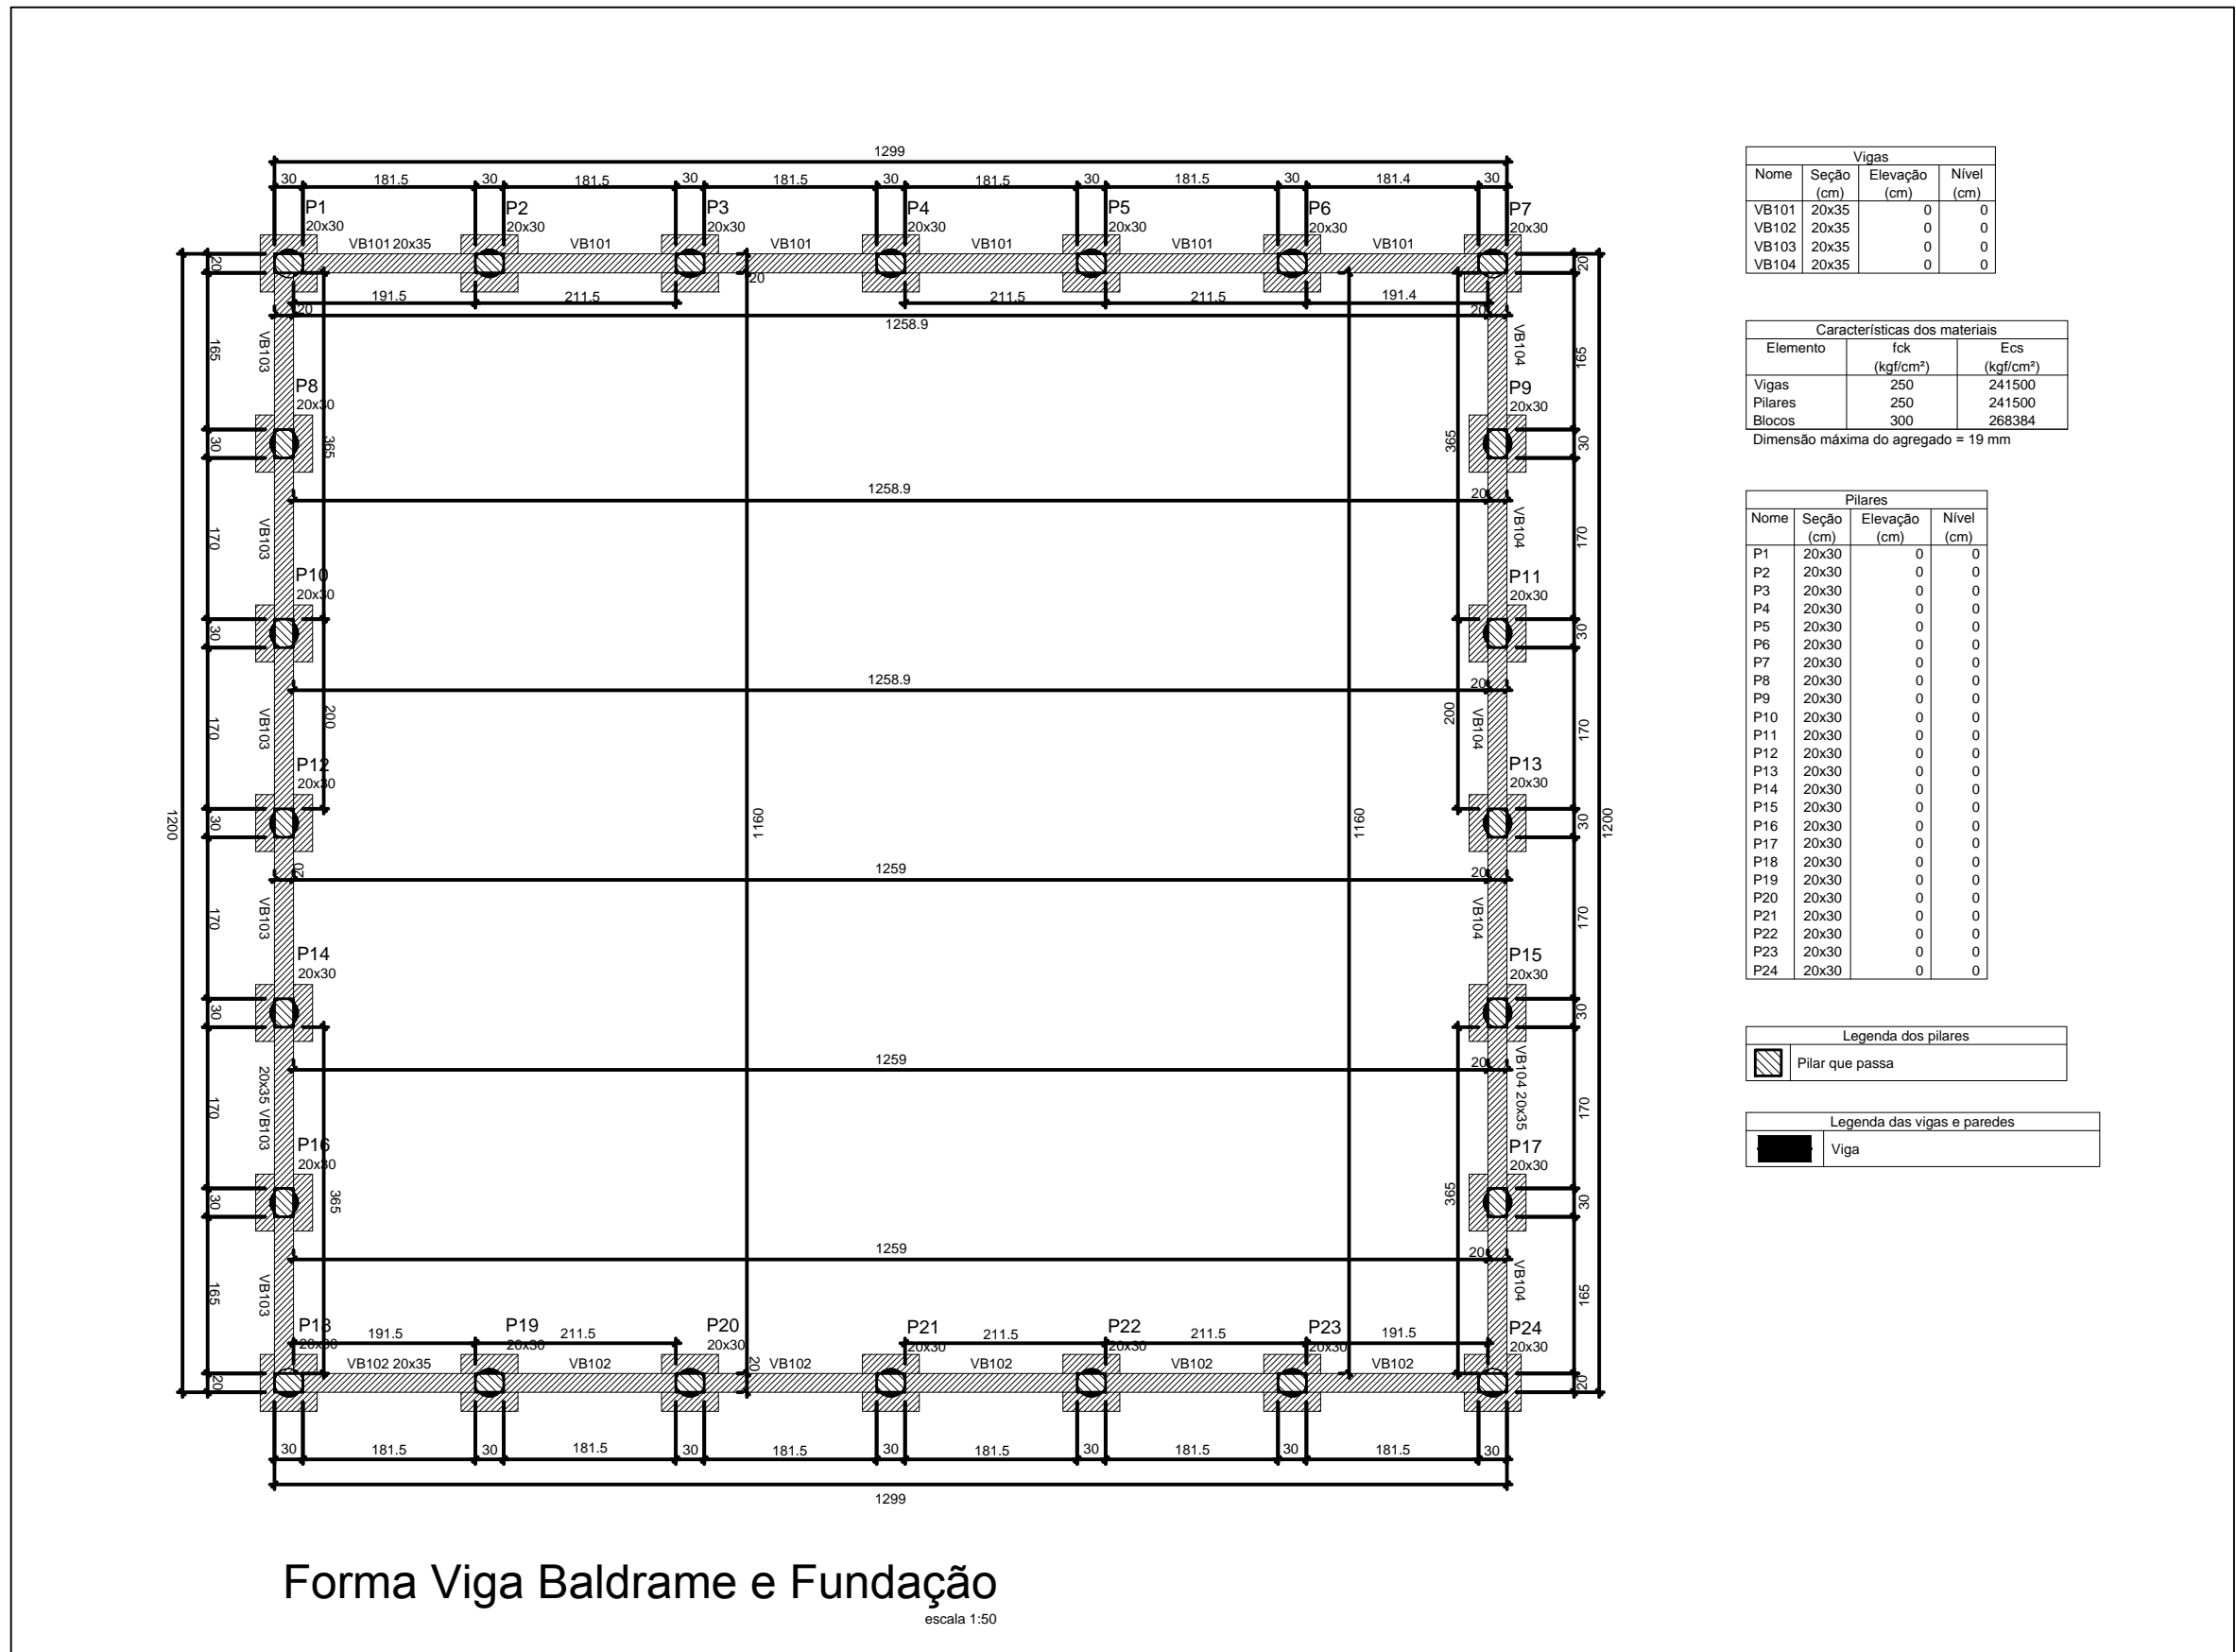 1299
30 181.5 30 181.5 30 181.5 30 181.5 30 181.5 30 181.4 30
P1 P2 P3 P4 P5 P6 P7
20x30 20x30 20x30 20x30 20x30 20x30 20x30
VB101 20x35 VB101 VB101 VB101 VB101 VB101
20 20 20
191.5 211.5 211.5 211.5 191.4
20 20
1258.9
165 VB103 VB104 165
P8 P9
20x30 20x30
30 365 365 30
1258.9
20
170 VB103 VB104 170
P10 P11
20x30 20x30
30 30
1258.9
20
170 VB103 200 200 VB104 170
P12 P13
20x30 20x30
1200 30 1160 1160 30 1200
1259
20 20
170 VB103 VB104 170
P14 P15
20x30 20x30
30 30
1259
20
170 20x35 VB103 VB104 20x35 170
P16 P17
20x30 20x30
30 365 365 30
1259
20
165 VB103 VB104 165
P18 P19 P20 P21 P22 P23 P24
20x30 20x30 20x30 20x30 20x30 20x30 20x30
191.5 211.5 211.5 211.5 191.5
VB102 20x35 VB102 VB102 VB102 VB102 VB102
20 20 20
30 181.5 30 181.5 30 181.5 30 181.5 30 181.5 30 181.5 30
1299
Forma Viga Baldrame e Fundação
escala 1:50
Vigas
Nome Seção Elevação Nível
(cm) (cm) (cm)
VB101 20x35 0 0
VB102 20x35 0 0
VB103 20x35 0 0
VB104 20x35 0 0
Características dos materiais
Elemento fck Ecs
(kgf/cm²) (kgf/cm²)
Vigas 250 241500
Pilares 250 241500
Blocos 300 268384
Dimensão máxima do agregado = 19 mm
Pilares
Nome Seção Elevação Nível
(cm) (cm) (cm)
P1 20x30 0 0
P2 20x30 0 0
P3 20x30 0 0
P4 20x30 0 0
P5 20x30 0 0
P6 20x30 0 0
P7 20x30 0 0
P8 20x30 0 0
P9 20x30 0 0
P10 20x30 0 0
P11 20x30 0 0
P12 20x30 0 0
P13 20x30 0 0
P14 20x30 0 0
P15 20x30 0 0
P16 20x30 0 0
P17 20x30 0 0
P18 20x30 0 0
P19 20x30 0 0
P20 20x30 0 0
P21 20x30 0 0
P22 20x30 0 0
P23 20x30 0 0
P24 20x30 0 0
Legenda dos pilares
Pilar que passa
Legenda das vigas e paredes
Viga